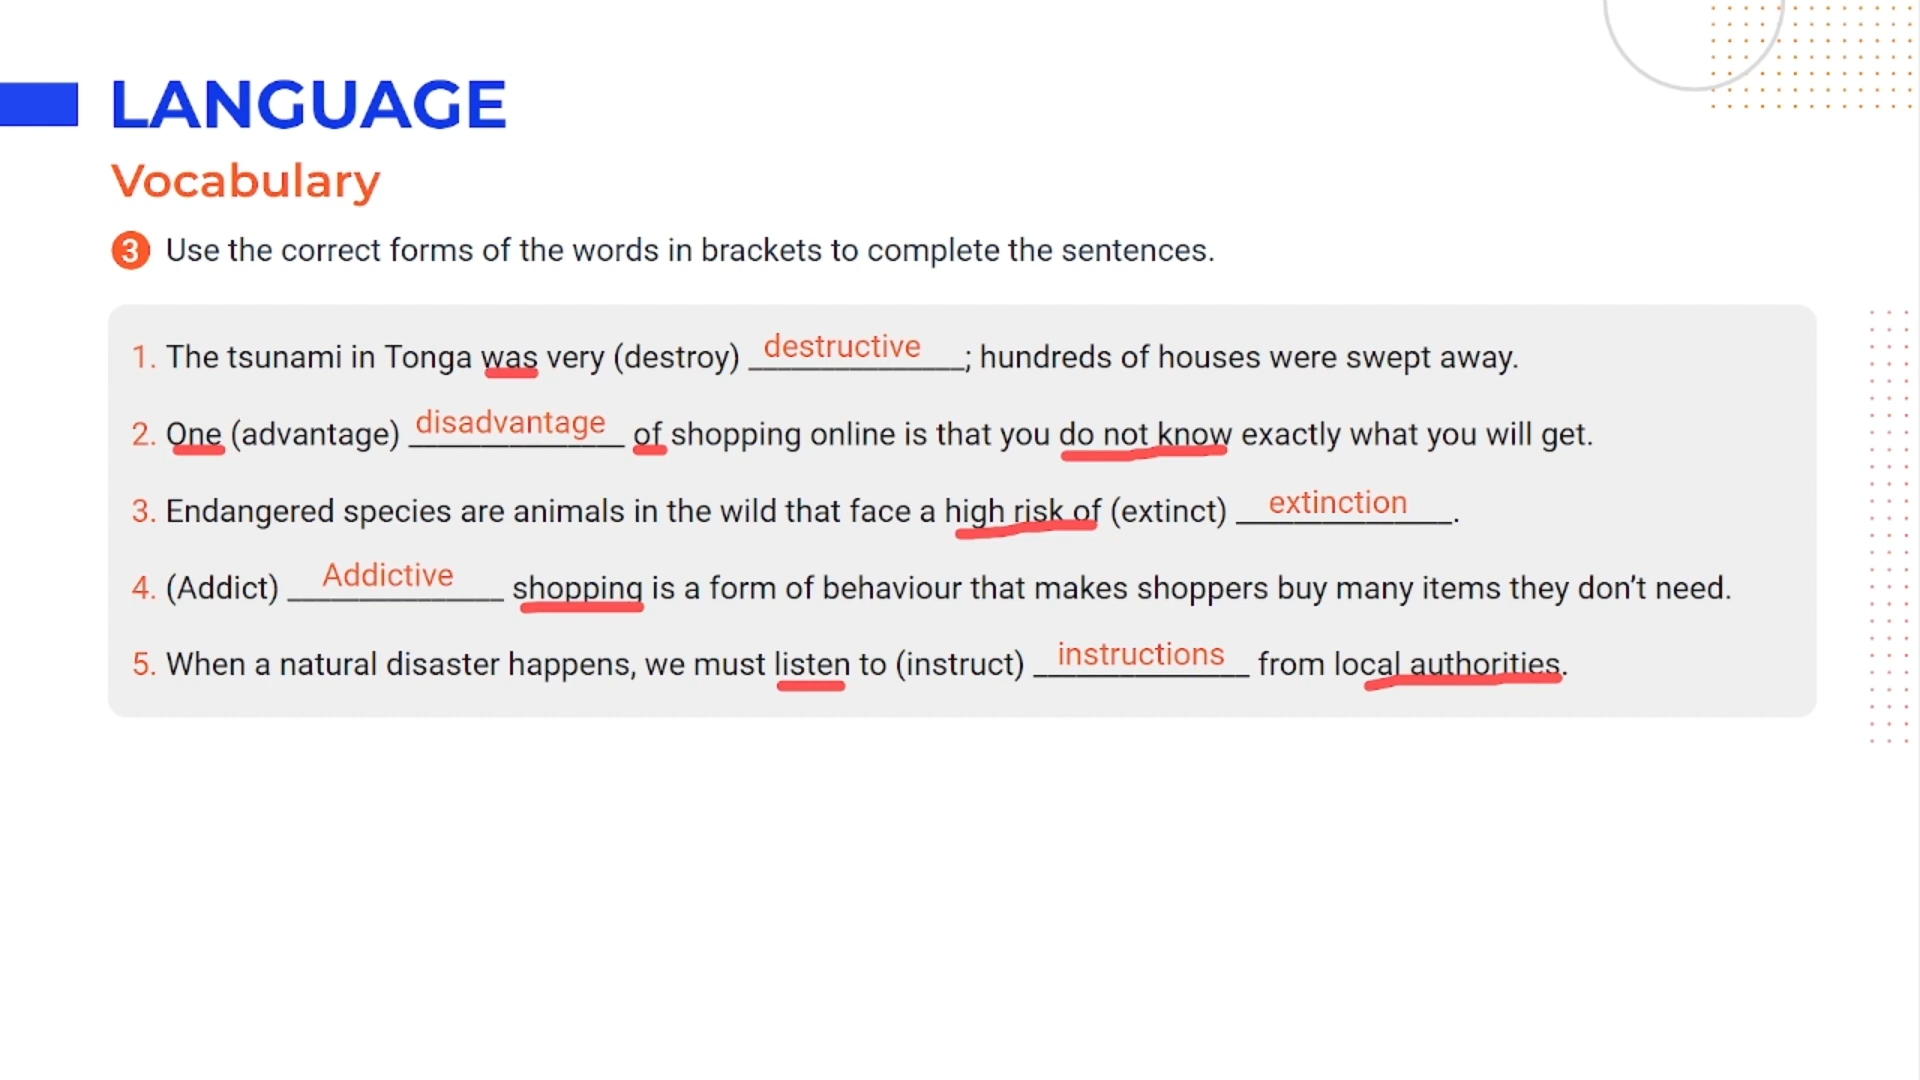 LANGUAGE
Vocabulary
3 Use the correct forms of the words in brackets to complete the sentences.
1. The tsunami in Tonga was very (destroy) destructive; hundreds of houses were swept away.
2. One (advantage) disadvantage of shopping online is that you do not know exactly what you will get.
3. Endangered species are animals in the wild that face a high risk of (extinct) extinction.
4. (Addict) Addictive shopping is a form of behaviour that makes shoppers buy many items they don't need.
5. When a natural disaster happens, we must listen to (instruct) instructions from local authorities.